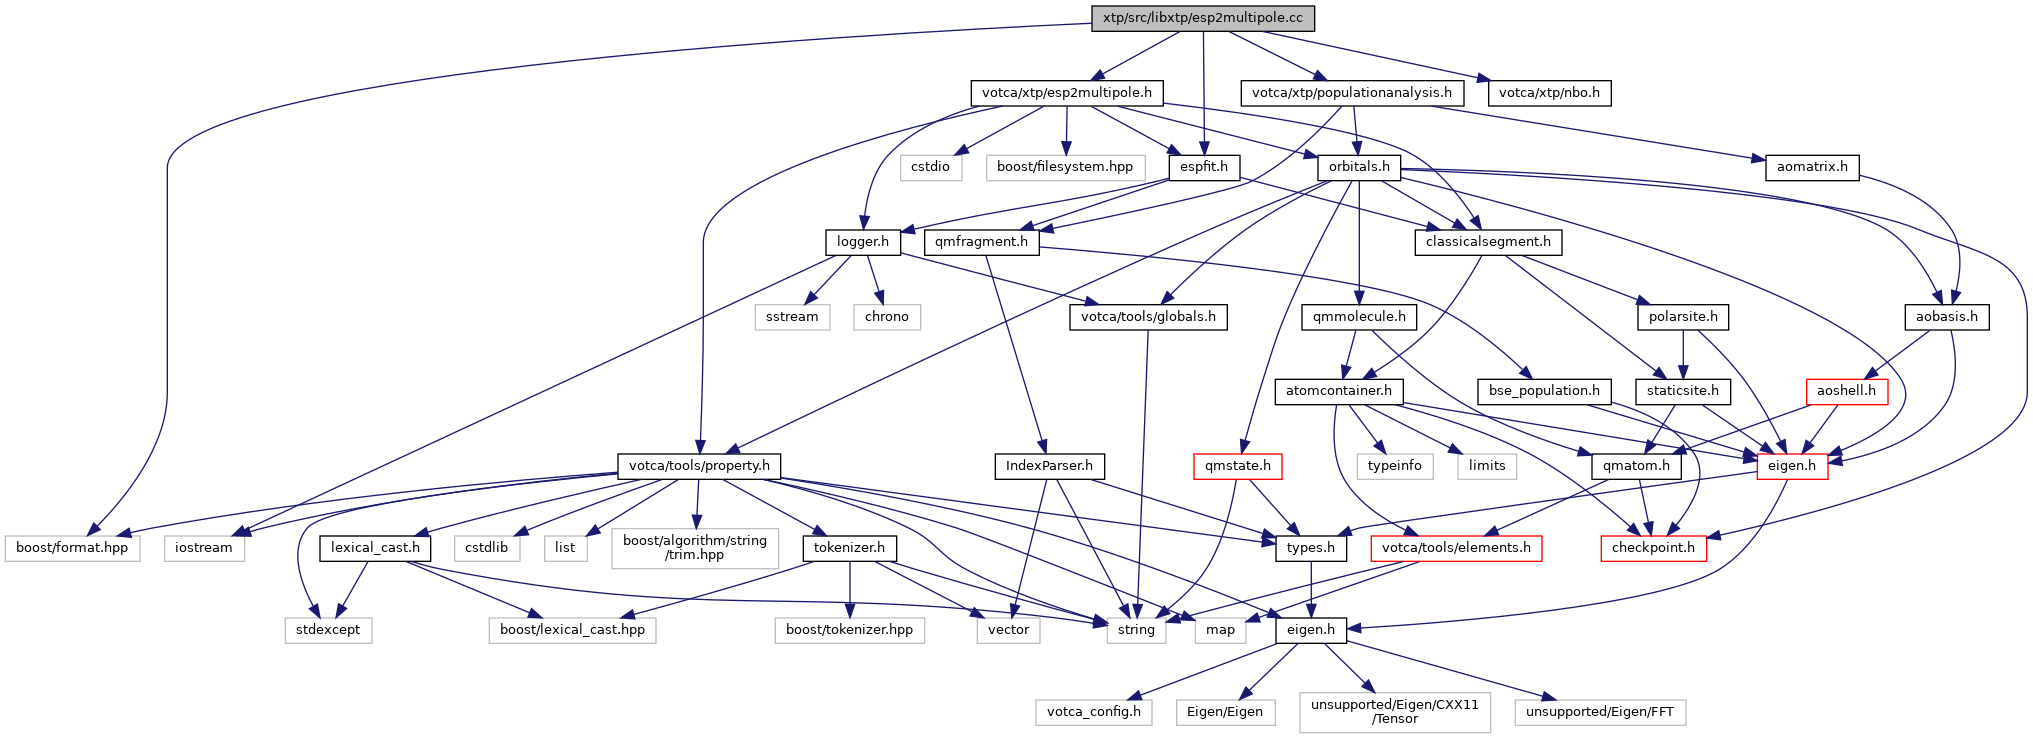 xtp/src/libxtp/esp2multipole.cc
votca/xtp/esp2multipole.h
votca/xtp/populationanalysis.h
votca/xtp/nbo.h
cstdio
boost/filesystem.hpp
espfit.h
orbitals.h
aomatrix.h
logger.h
qmfragment.h
classicalsegment.h
sstream
chrono
votca/tools/globals.h
qmmolecule.h
polarsite.h
aobasis.h
atomcontainer.h
bse_population.h
staticsite.h
aoshell.h
votca/tools/property.h
IndexParser.h
qmstate.h
typeinfo
limits
qmatom.h
eigen.h
boost/format.hpp
iostream
lexical_cast.h
cstdlib
list
boost/algorithm/string
/trim.hpp
tokenizer.h
types.h
votca/tools/elements.h
checkpoint.h
stdexcept
boost/lexical_cast.hpp
boost/tokenizer.hpp
vector
string
map
eigen.h
votca_config.h
Eigen/Eigen
unsupported/Eigen/CXX11
/Tensor
unsupported/Eigen/FFT